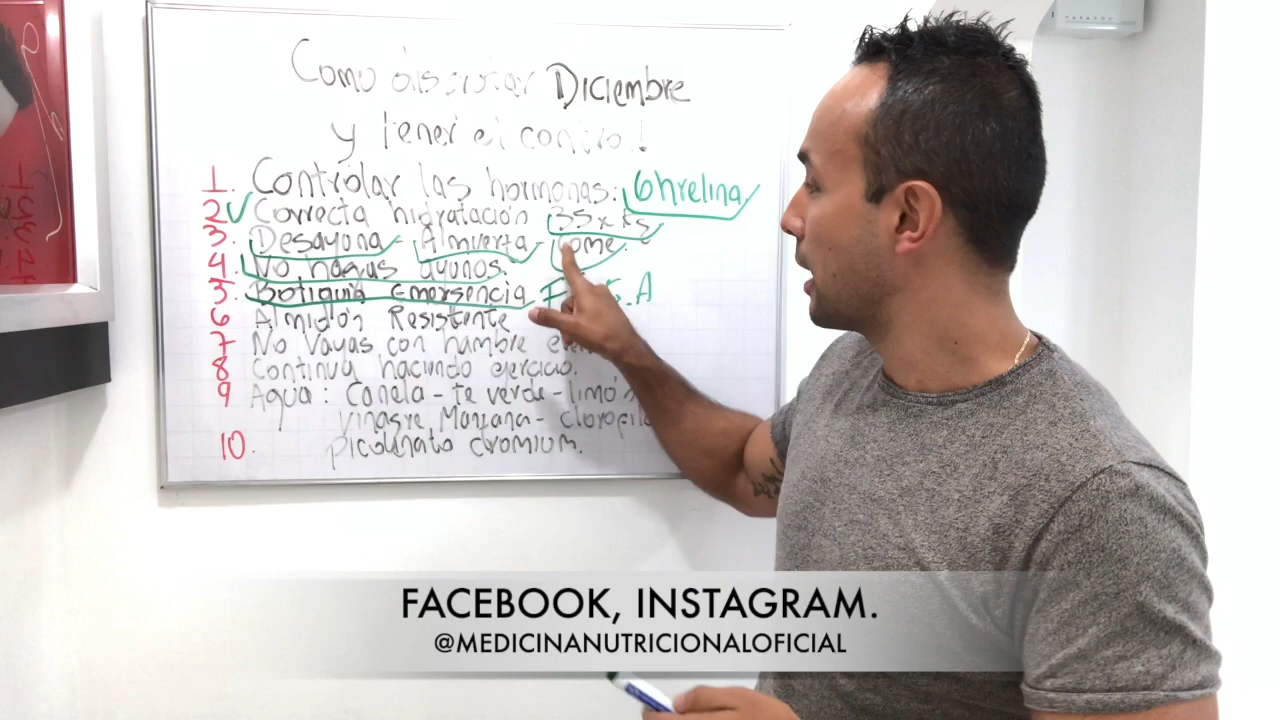 Como disfrutar Diciembre
y tener el control!
1. Controlar las hormonas: Ghrelina
2 Correcta hidratación 35 x kg
3. Desayuna - Almuerza - Come.
4 No hagas ayunos.
5 Botiquin Emergencia F
6 Almidón Resistente
7 No vayas con hambre
8 Continua haciendo ejercicio.
9 Agua: Canela - te verde - limón
vinagre Manzana - clorofila
10. picolinato cromium.
FACEBOOK, INSTAGRAM.
@MEDICINANUTRICIONALOFICIAL